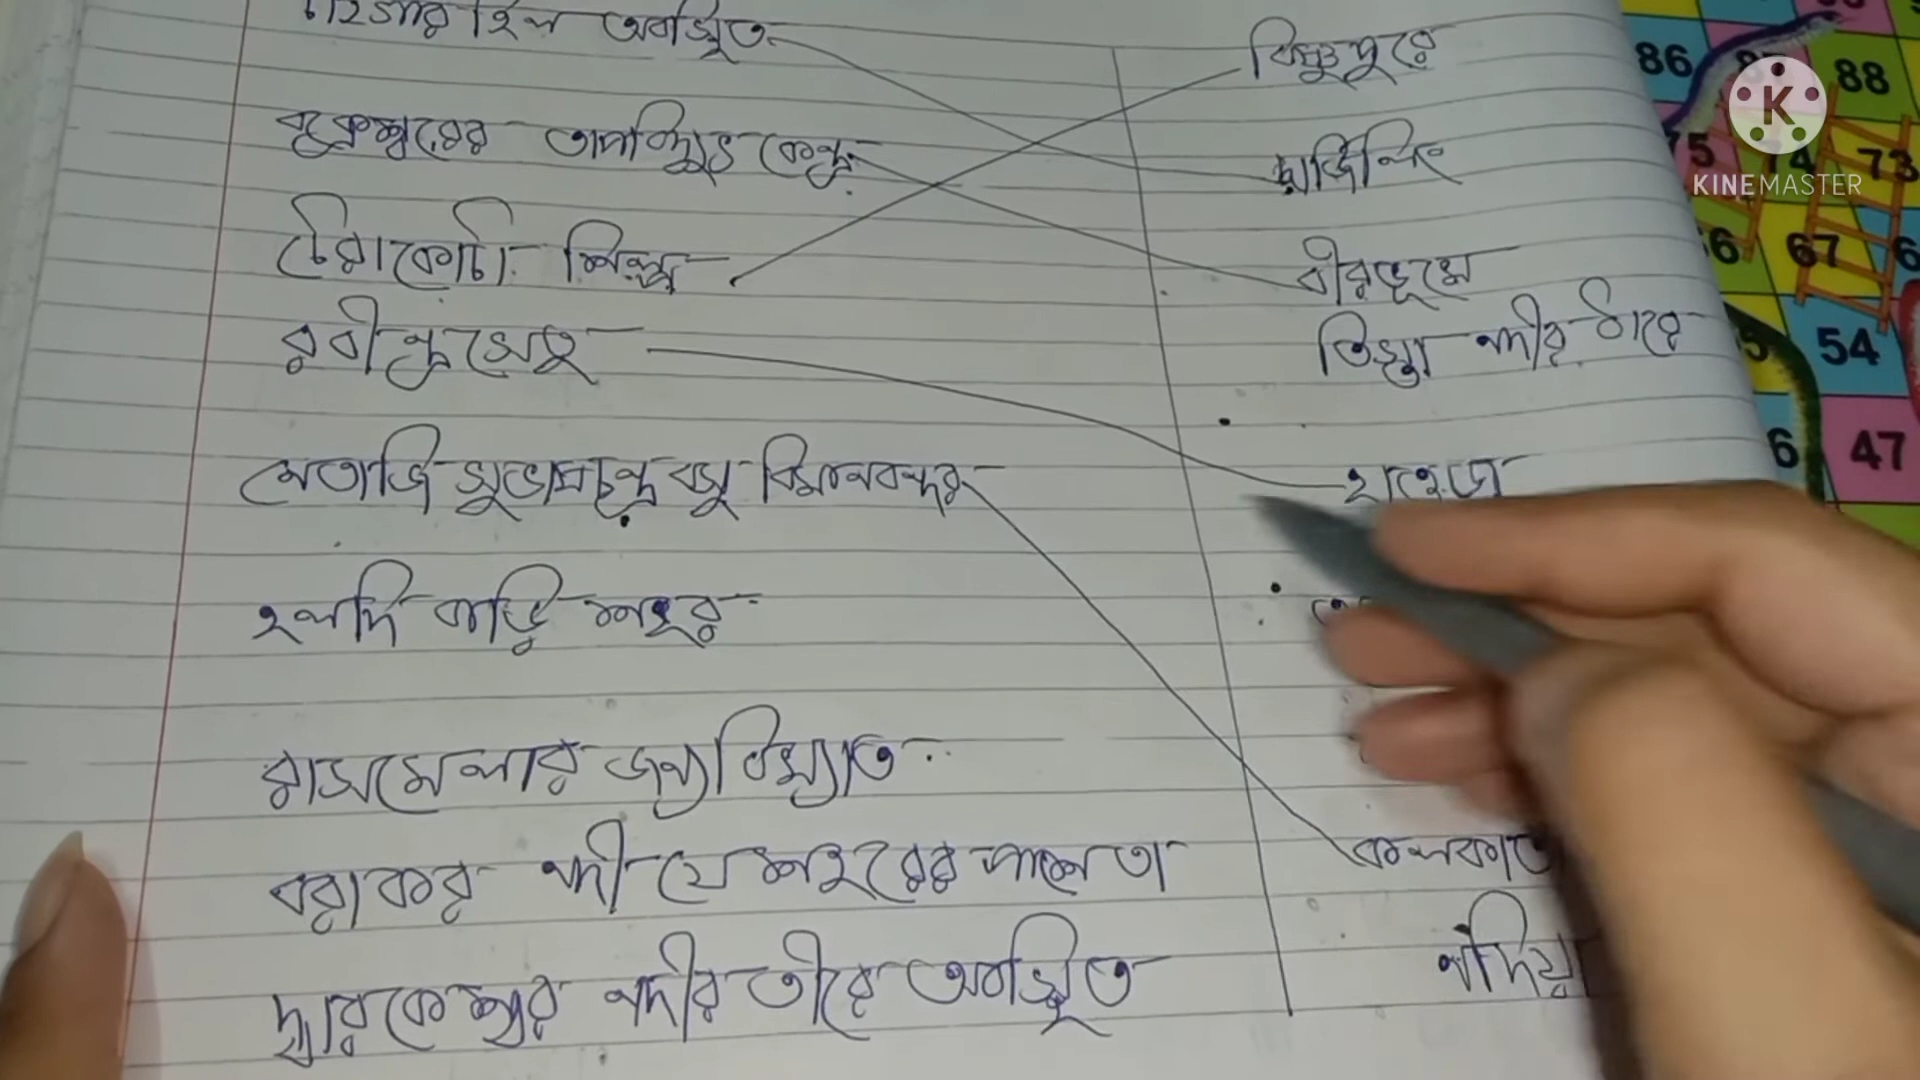 টাইগার হিল অবস্থিত
বক্রেশ্বরের তাপবিদ্যুৎ কেন্দ্র
টেরাকোটা শিল্প
রবীন্দ্রসেতু
নেতাজি সুভাষচন্দ্র বসু বিমানবন্দর
হলদি বাড়ি শহর
রাসমেলার জন্য বিখ্যাত
বরাকর নদী যে শহরের পাশে তা
দ্বারকেশ্বর নদীর তীরে অবস্থিত
বিষ্ণুপুরে
দার্জিলিং
বীরভূমে
তিস্তা নদীর তীরে
হাওড়া
নদিয়া
86
88
74
73
67
54
47
K
KINEMASTER